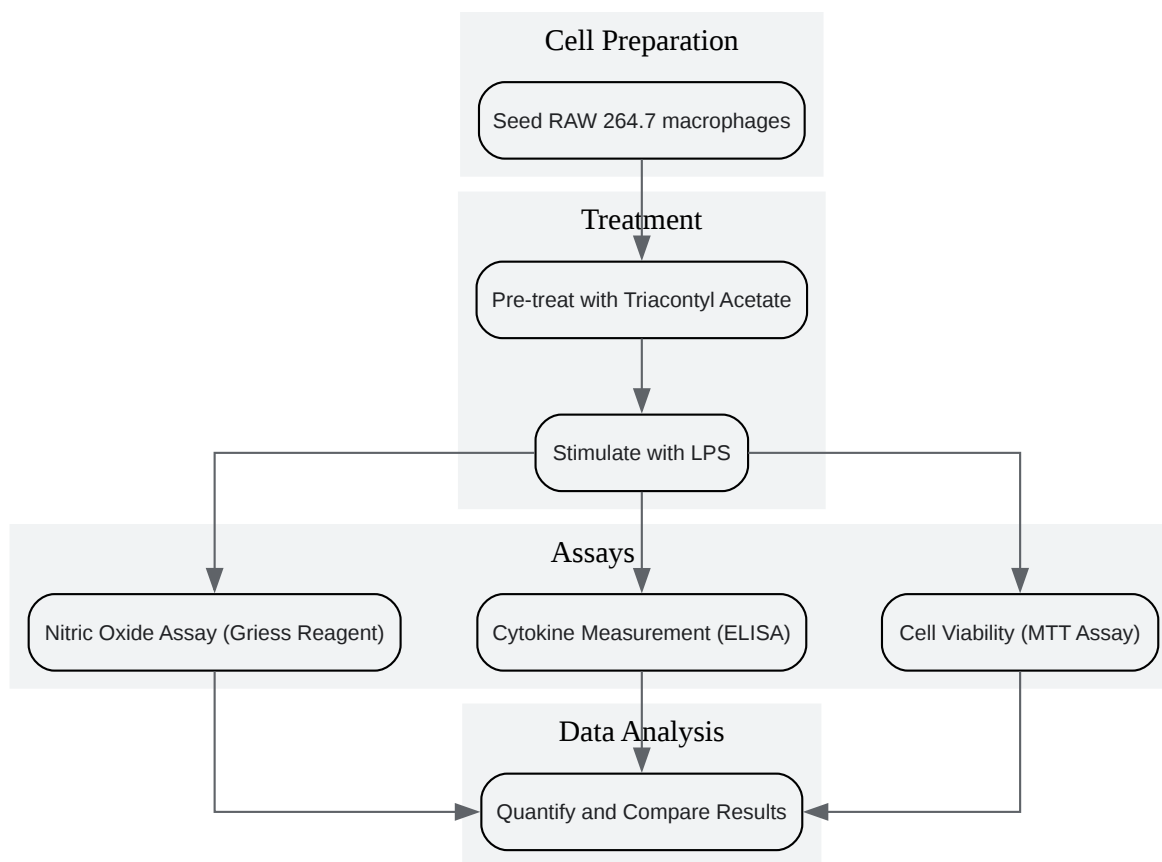 Cell Preparation
Seed RAW 264.7 macrophages
Treatment
Pre-treat with Triacontyl Acetate
Stimulate with LPS
Assays
Nitric Oxide Assay (Griess Reagent)
Cytokine Measurement (ELISA)
Cell Viability (MTT Assay)
Data Analysis
Quantify and Compare Results